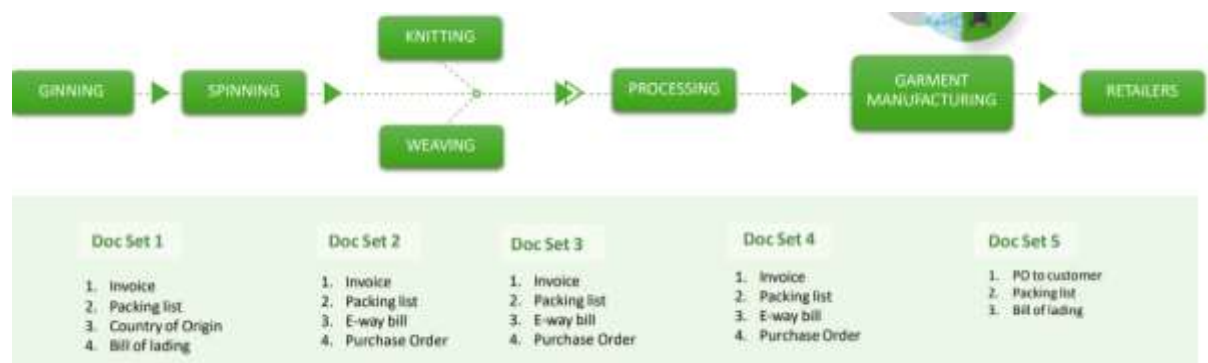 KNITTING
GINNING
SPINNING
PROCESSING
GARMENT
MANUFACTURING
RETAILERS
WEAVING
Doc Set 1
1. Invoice
2. Packing list
3. Country of Origin
4. Bill of lading
Doc Set 2
1. Invoice
2. Packing list
3. E-way bill
4. Purchase Order
Doc Set 3
1. Invoice
2. Packing list
3. E-way bill
4. Purchase Order
Doc Set 4
1. Invoice
2. Packing list
3. E-way bill
4. Purchase Order
Doc Set 5
1. PO to customer
2. Packing list
3. Bill of lading